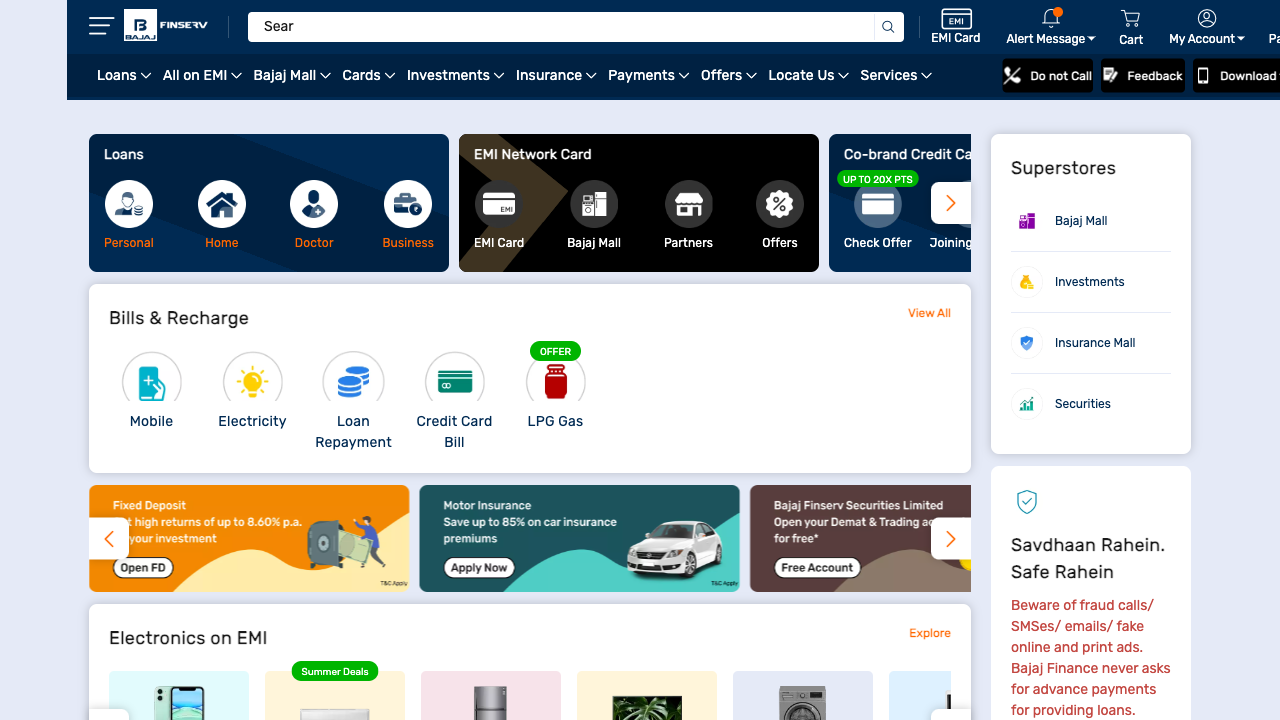 BAJAJ
FINSERV
Sear
EMI
EMI Card
Alert Message
Cart
My Account
Loans
All on EMI
Bajaj Mall
Cards
Investments
Insurance
Payments
Offers
Locate Us
Services
Do not Call
Feedback
Download
Loans
Personal
Home
Doctor
Business
EMI Network Card
EMI
EMI Card
Bajaj Mall
Partners
Offers
Co-brand Credit Ca
UP TO 20X PTS
Check Offer
Joining
Superstores
Bajaj Mall
Investments
Insurance Mall
Securities
Bills & Recharge
View All
OFFER
Mobile
Electricity
Loan
Repayment
Credit Card
Bill
LPG Gas
Fixed Deposit
t high returns of up to 8.60% p.a.
your investment
Open FD
T&C Apply
Motor Insurance
Save up to 85% on car insurance
premiums
Apply Now
T&C Apply
Bajaj Finserv Securities Limited
Open your Demat & Trading ac
for free*
Free Account
Savdhaan Rahein.
Safe Rahein
Beware of fraud calls/
SMSes/ emails/ fake
online and print ads.
Bajaj Finance never asks
for advance payments
for providing loans.
Electronics on EMI
Explore
Summer Deals